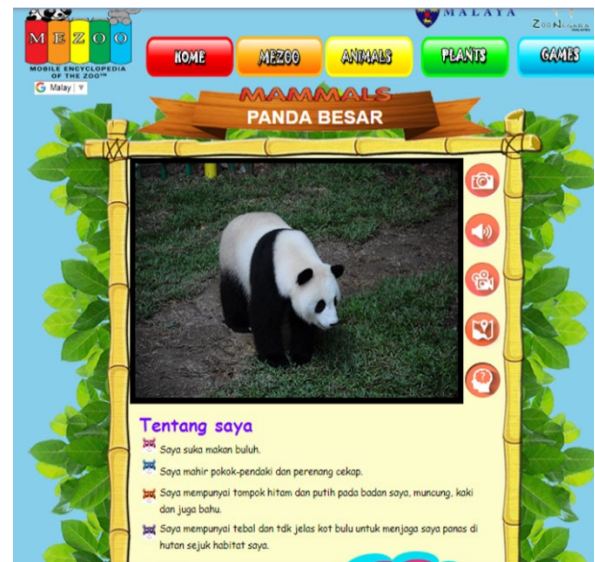 MALAYA
ZOO NEGARA
MEZOO
MOBILE ENCYCLOPEDIA
OF THE ZOO™
HOME
MEZOO
ANIMALS
PLANTS
GAMES
G Malay
MAMMALS
PANDA BESAR
Tentang saya
Saya suka makan buluh.
Saya mahir pokok-pendaki dan perenang cekap.
Saya mempunyai tompok hitam dan putih pada badan saya, muncung, kaki
dan juga bahu.
Saya mempunyai tebal dan tdk jelas kot bulu untuk menjaga saya panas di
hutan sejuk habitat saya.